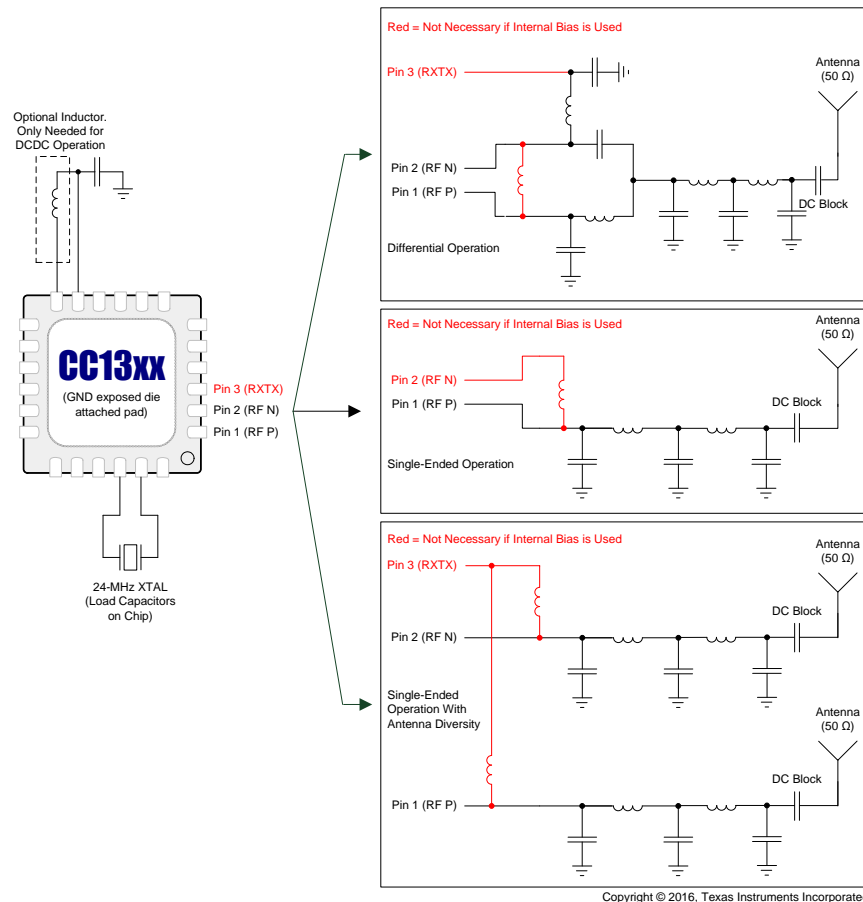 Optional Inductor.
Only Needed for
DCDC Operation
CC13xx
(GND exposed die
attached pad)
Pin 3 (RXTX)
Pin 2 (RF N)
Pin 1 (RF P)
24-MHz XTAL
(Load Capacitors
on Chip)
Red = Not Necessary if Internal Bias is Used
Antenna
(50 Ω)
Pin 3 (RXTX)
Pin 2 (RF N)
Pin 1 (RF P)
DC Block
Differential Operation
Red = Not Necessary if Internal Bias is Used
Antenna
(50 Ω)
Pin 2 (RF N)
Pin 1 (RF P)
DC Block
Single-Ended Operation
Red = Not Necessary if Internal Bias is Used
Antenna
(50 Ω)
Pin 3 (RXTX)
DC Block
Pin 2 (RF N)
Single-Ended
Operation With
Antenna Diversity
Antenna
(50 Ω)
DC Block
Pin 1 (RF P)
Copyright © 2016, Texas Instruments Incorporate